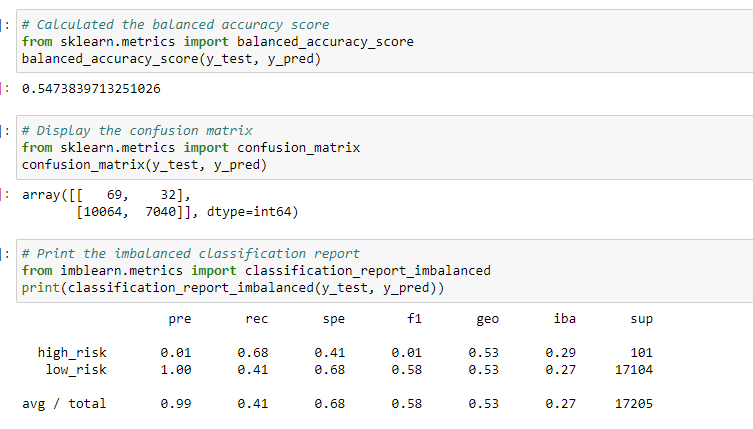 ]: # Calculated the balanced accuracy score
from sklearn.metrics import balanced_accuracy_score
balanced_accuracy_score(y_test, y_pred)
]: 0.5473839713251026
]: # Display the confusion matrix
from sklearn.metrics import confusion_matrix
confusion_matrix(y_test, y_pred)
]: array([[   69,    32],
       [10064,  7040]], dtype=int64)
]: # Print the imbalanced classification report
from imblearn.metrics import classification_report_imbalanced
print(classification_report_imbalanced(y_test, y_pred))
pre rec spe f1 geo iba sup
high_risk 0.01 0.68 0.41 0.01 0.53 0.29 101
low_risk 1.00 0.41 0.68 0.58 0.53 0.27 17104
avg / total 0.99 0.41 0.68 0.58 0.53 0.27 17205